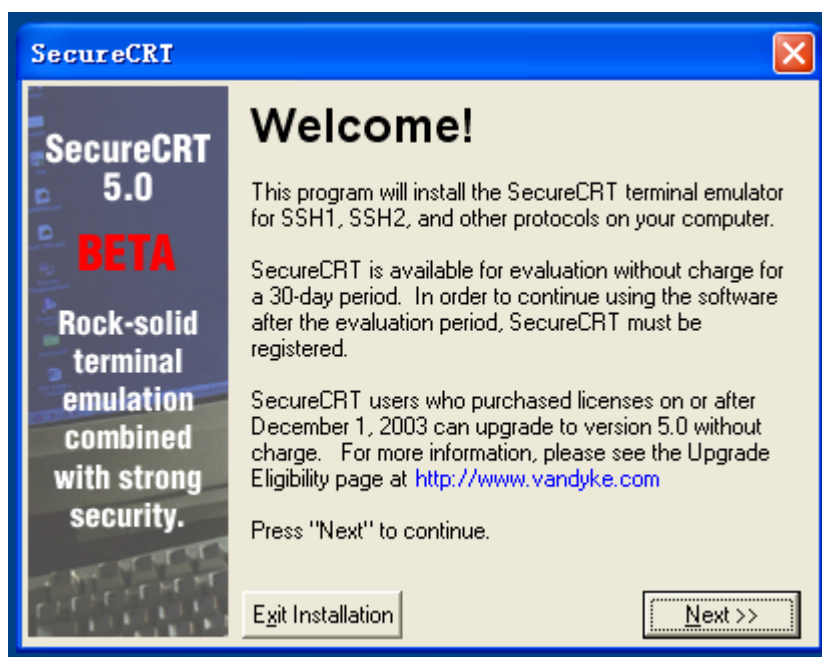 SecureCRT
SecureCRT
5.0
BETA
Rock-solid
terminal
emulation
combined
with strong
security.
Welcome!
This program will install the SecureCRT terminal emulator
for SSH1, SSH2, and other protocols on your computer.
SecureCRT is available for evaluation without charge for
a 30-day period.  In order to continue using the software
after the evaluation period, SecureCRT must be
registered.
SecureCRT users who purchased licenses on or after
December 1, 2003 can upgrade to version 5.0 without
charge.   For more information, please see the Upgrade
Eligibility page at http://www.vandyke.com
Press "Next" to continue.
Exit Installation
Next >>